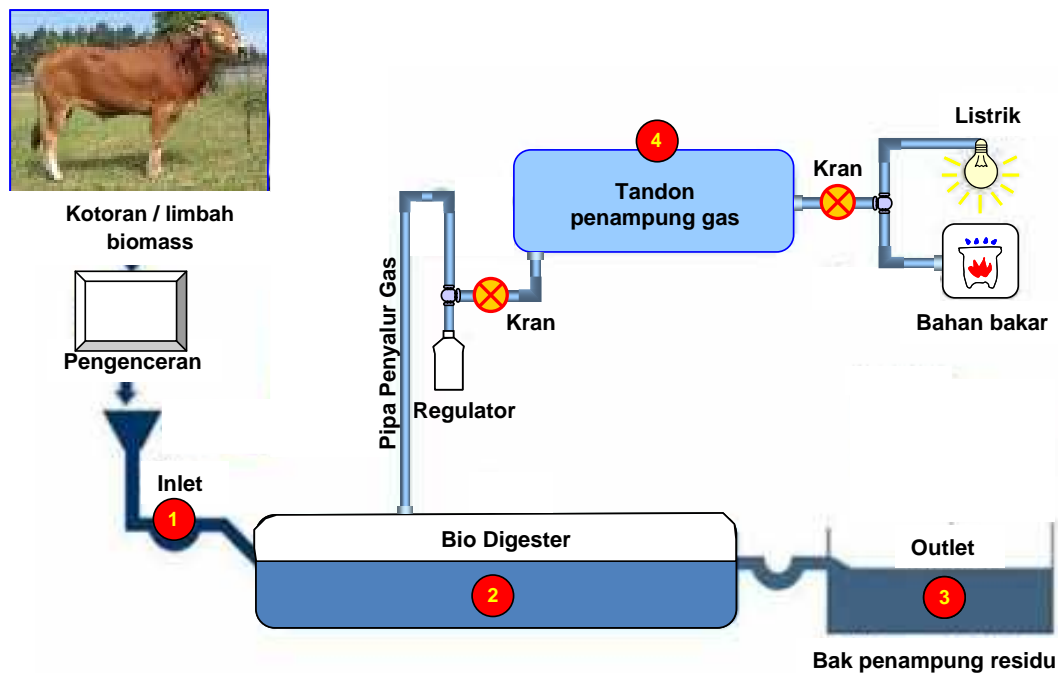 Kotoran / limbah
biomass
Pengenceran
Inlet
1
Pipa Penyalur Gas
Regulator
Kran
4
Tandon
penampung gas
Kran
Listrik
Bahan bakar
Bio Digester
2
Outlet
3
Bak penampung residu